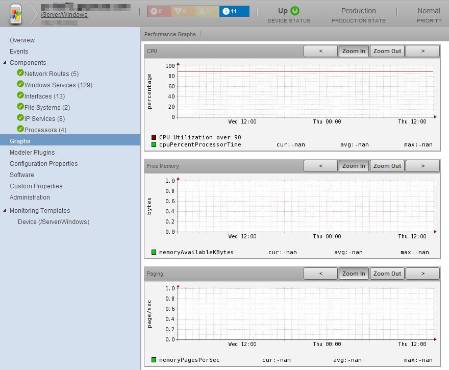 /Server/Windows
0
11
Up
DEVICE STATUS
Production
PRODUCTION STATE
Normal
PRIORITY
Overview
Events
Components
Network Routes (5)
Windows Services (129)
Interfaces (13)
File Systems (2)
IP Services (8)
Processors (4)
Graphs
Modeler Plugins
Configuration Properties
Software
Custom Properties
Administration
Monitoring Templates
Device (/Server/Windows)
Performance Graphs
CPU
<
Zoom In
Zoom Out
>
percentage
100
80
60
40
20
0
Wed 12:00
Thu 00:00
Thu 12:00
CPU Utilization over 90
cpuPercentProcessorTime cur:-nan avg:-nan max:-nan
Free Memory
<
Zoom In
Zoom Out
>
bytes
1.0
0.8
0.6
0.4
0.2
0.0
Wed 12:00
Thu 00:00
Thu 12:00
memoryAvailableKBytes cur:-nan avg:-nan max:-nan
Paging
<
Zoom In
Zoom Out
>
page/sec
1.0
0.8
0.6
0.4
0.2
0.0
Wed 12:00
Thu 00:00
Thu 12:00
memoryPagesPerSec cur:-nan avg:-nan max:-nan